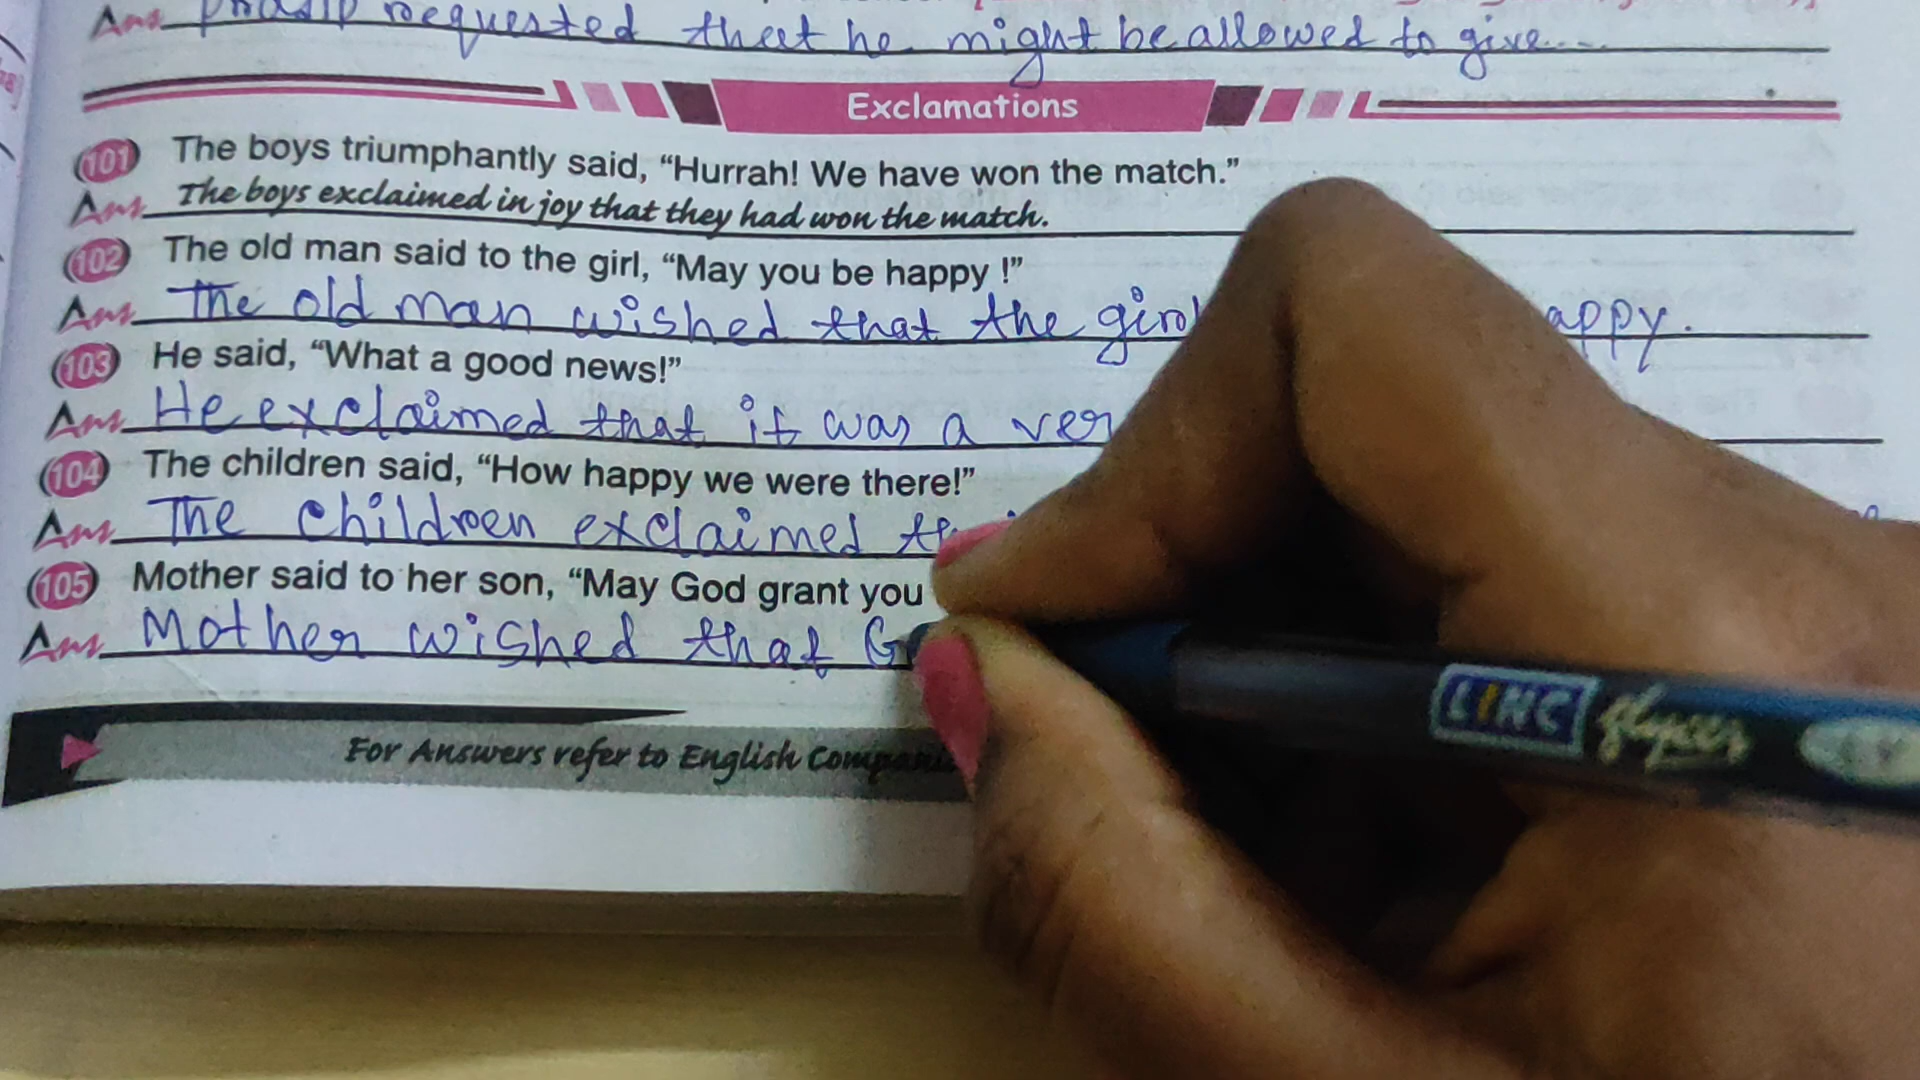 Ans requested that he might be allowed to give...
Exclamations
101 The boys triumphantly said, “Hurrah! We have won the match.”
Ans The boys exclaimed in joy that they had won the match.
102 The old man said to the girl, “May you be happy !”
Ans The old man wished that the girl appy.
103 He said, “What a good news!”
Ans He exclaimed that it was a ver
104 The children said, “How happy we were there!”
Ans The children exclaimed
105 Mother said to her son, “May God grant you
Ans Mother wished that G
For Answers refer to English Compani
LINC glycer